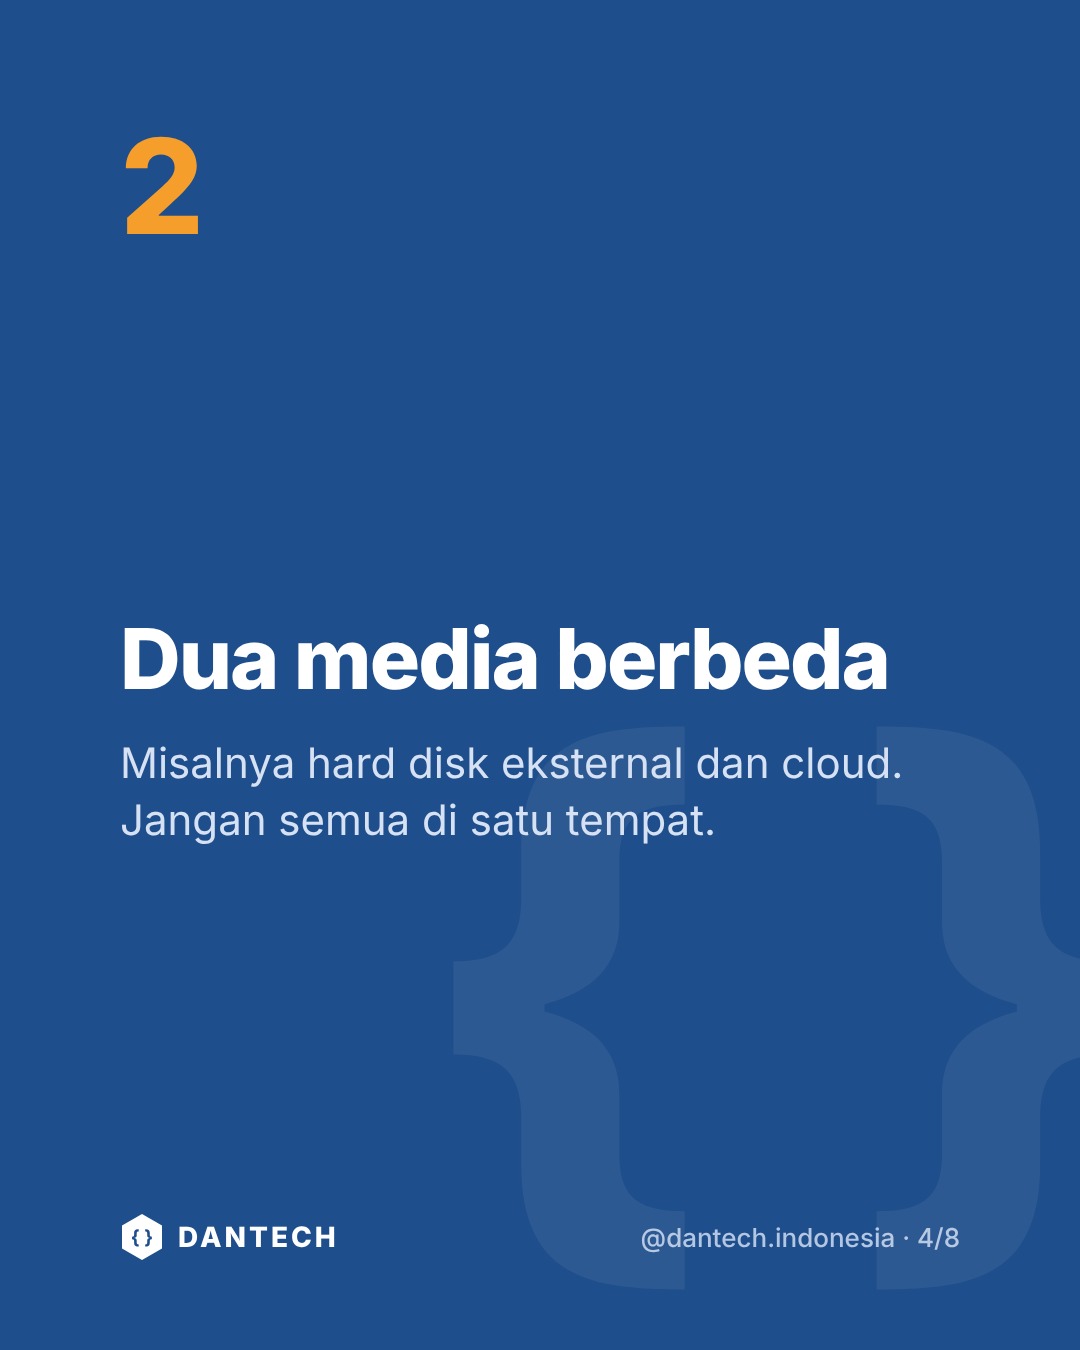 2
Dua media berbeda
Misalnya hard disk eksternal dan cloud.
Jangan semua di satu tempat.
{} DANTECH
@dantech.indonesia · 4/8